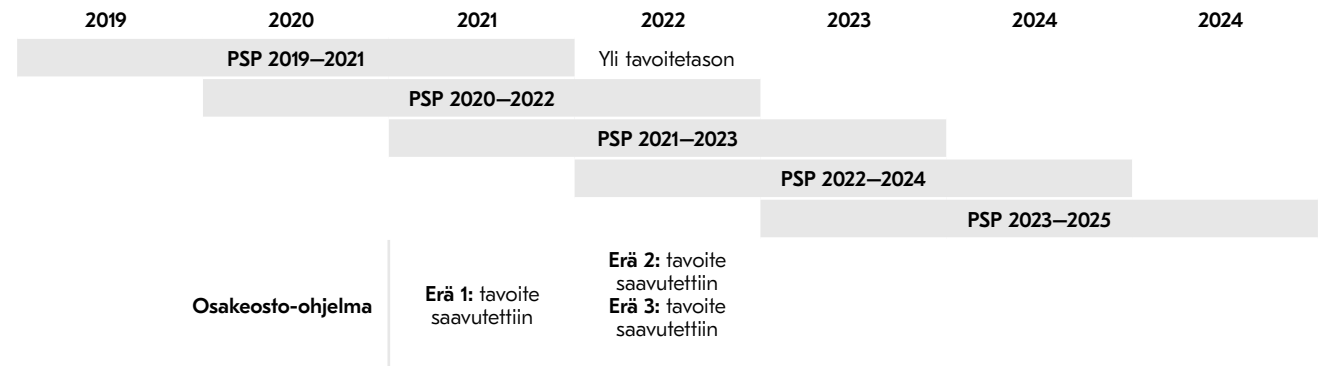 2019 2020 2021 2022 2023 2024 2024
PSP 2019–2021 Yli tavoitetason
PSP 2020–2022
PSP 2021–2023
PSP 2022–2024
PSP 2023–2025
Osakeosto-ohjelma
Erä 1: tavoite
saavutettiin
Erä 2: tavoite
saavutettiin
Erä 3: tavoite
saavutettiin